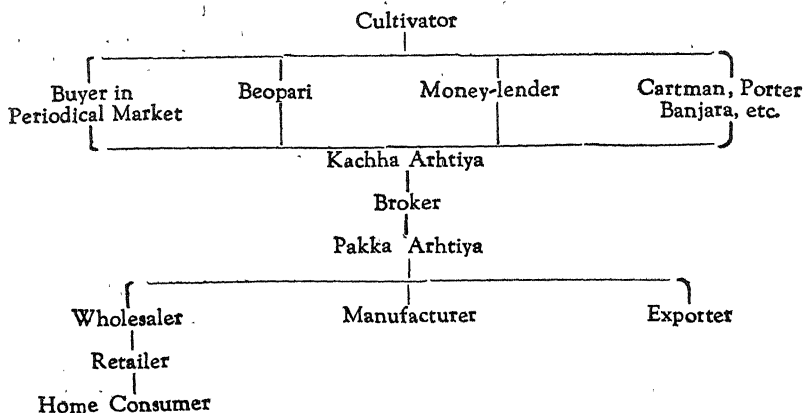 Cultivator
Buyer in
Periodical Market
Beopari
Money-lender
Cartman, Porter
Banjara, etc.
Kachha Arhtiya
Broker
Pakka Arhtiya
Wholesaler
Manufacturer
Exporter
Retailer
Home Consumer